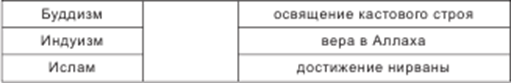 Буддизм освящение кастового строя
Индуизм вера в Аллаха
Ислам достижение нирваны